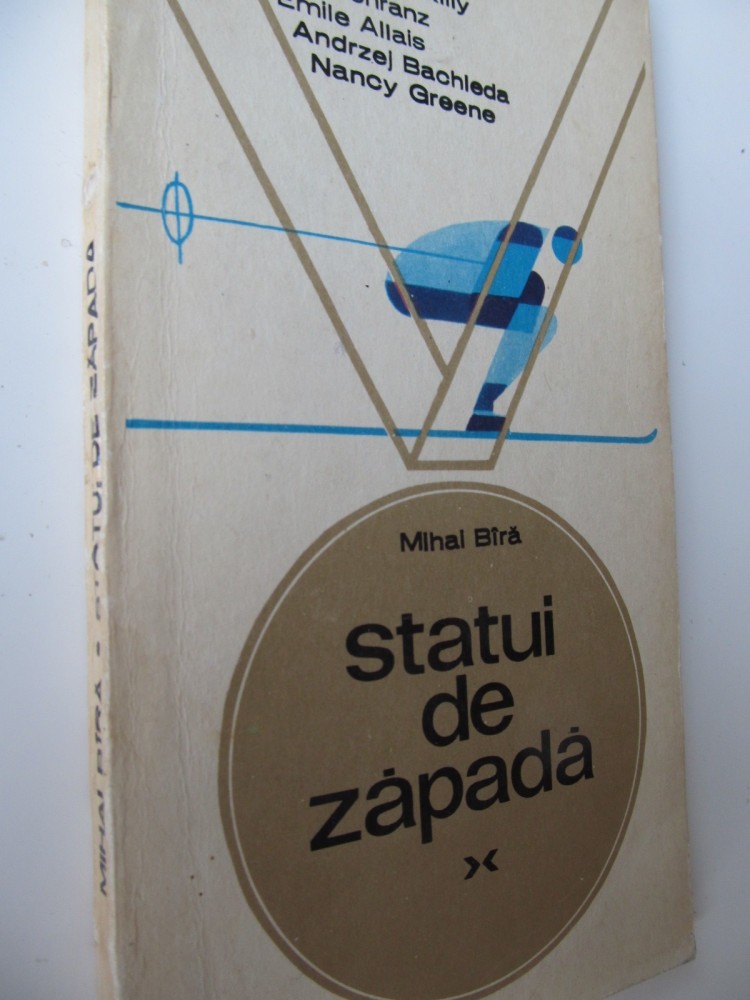 Emile Allais
Andrzej Bachleda
Nancy Greene
Mihai Bîră
statui
de
zăpadă
MIHAI BÎRĂ - STATUI DE ZĂPADĂ